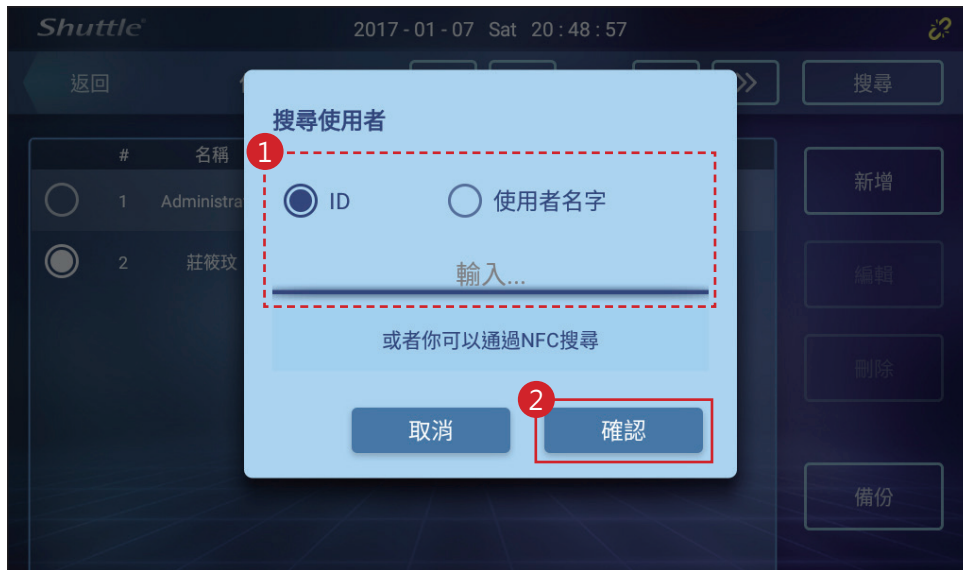 Shuttle
2017-01-07 Sat 20:48:57
返回
搜尋
# 名稱
1 Administra
2 莊筱玟
搜尋使用者
1
ID 使用者名字
輸入...
或者你可以通過NFC搜尋
2
取消 確認
新增
編輯
刪除
備份